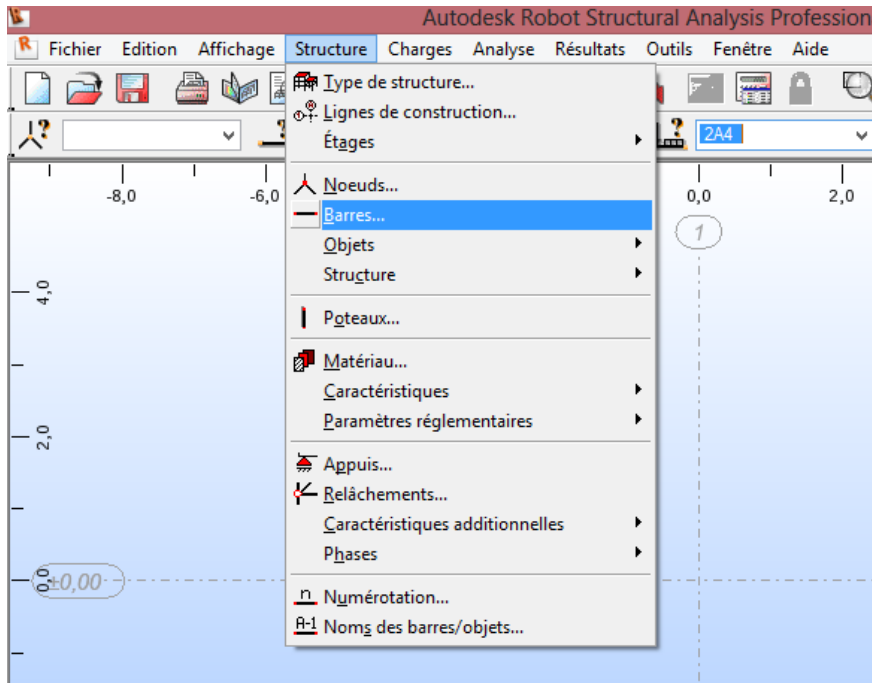 Autodesk Robot Structural Analysis Profession
Fichier Edition Affichage Structure Charges Analyse Résultats Outils Fenêtre Aide
Type de structure...
Lignes de construction...
Étages
2A4
Noeuds...
Barres...
Objets
Structure
Poteaux...
Matériau...
Caractéristiques
Paramètres réglementaires
Appuis...
Relâchements...
Caractéristiques additionnelles
Phases
Numérotation...
Noms des barres/objets...
-8,0 -6,0 0,0 2,0
1
4,0
2,0
0,0
±0,00